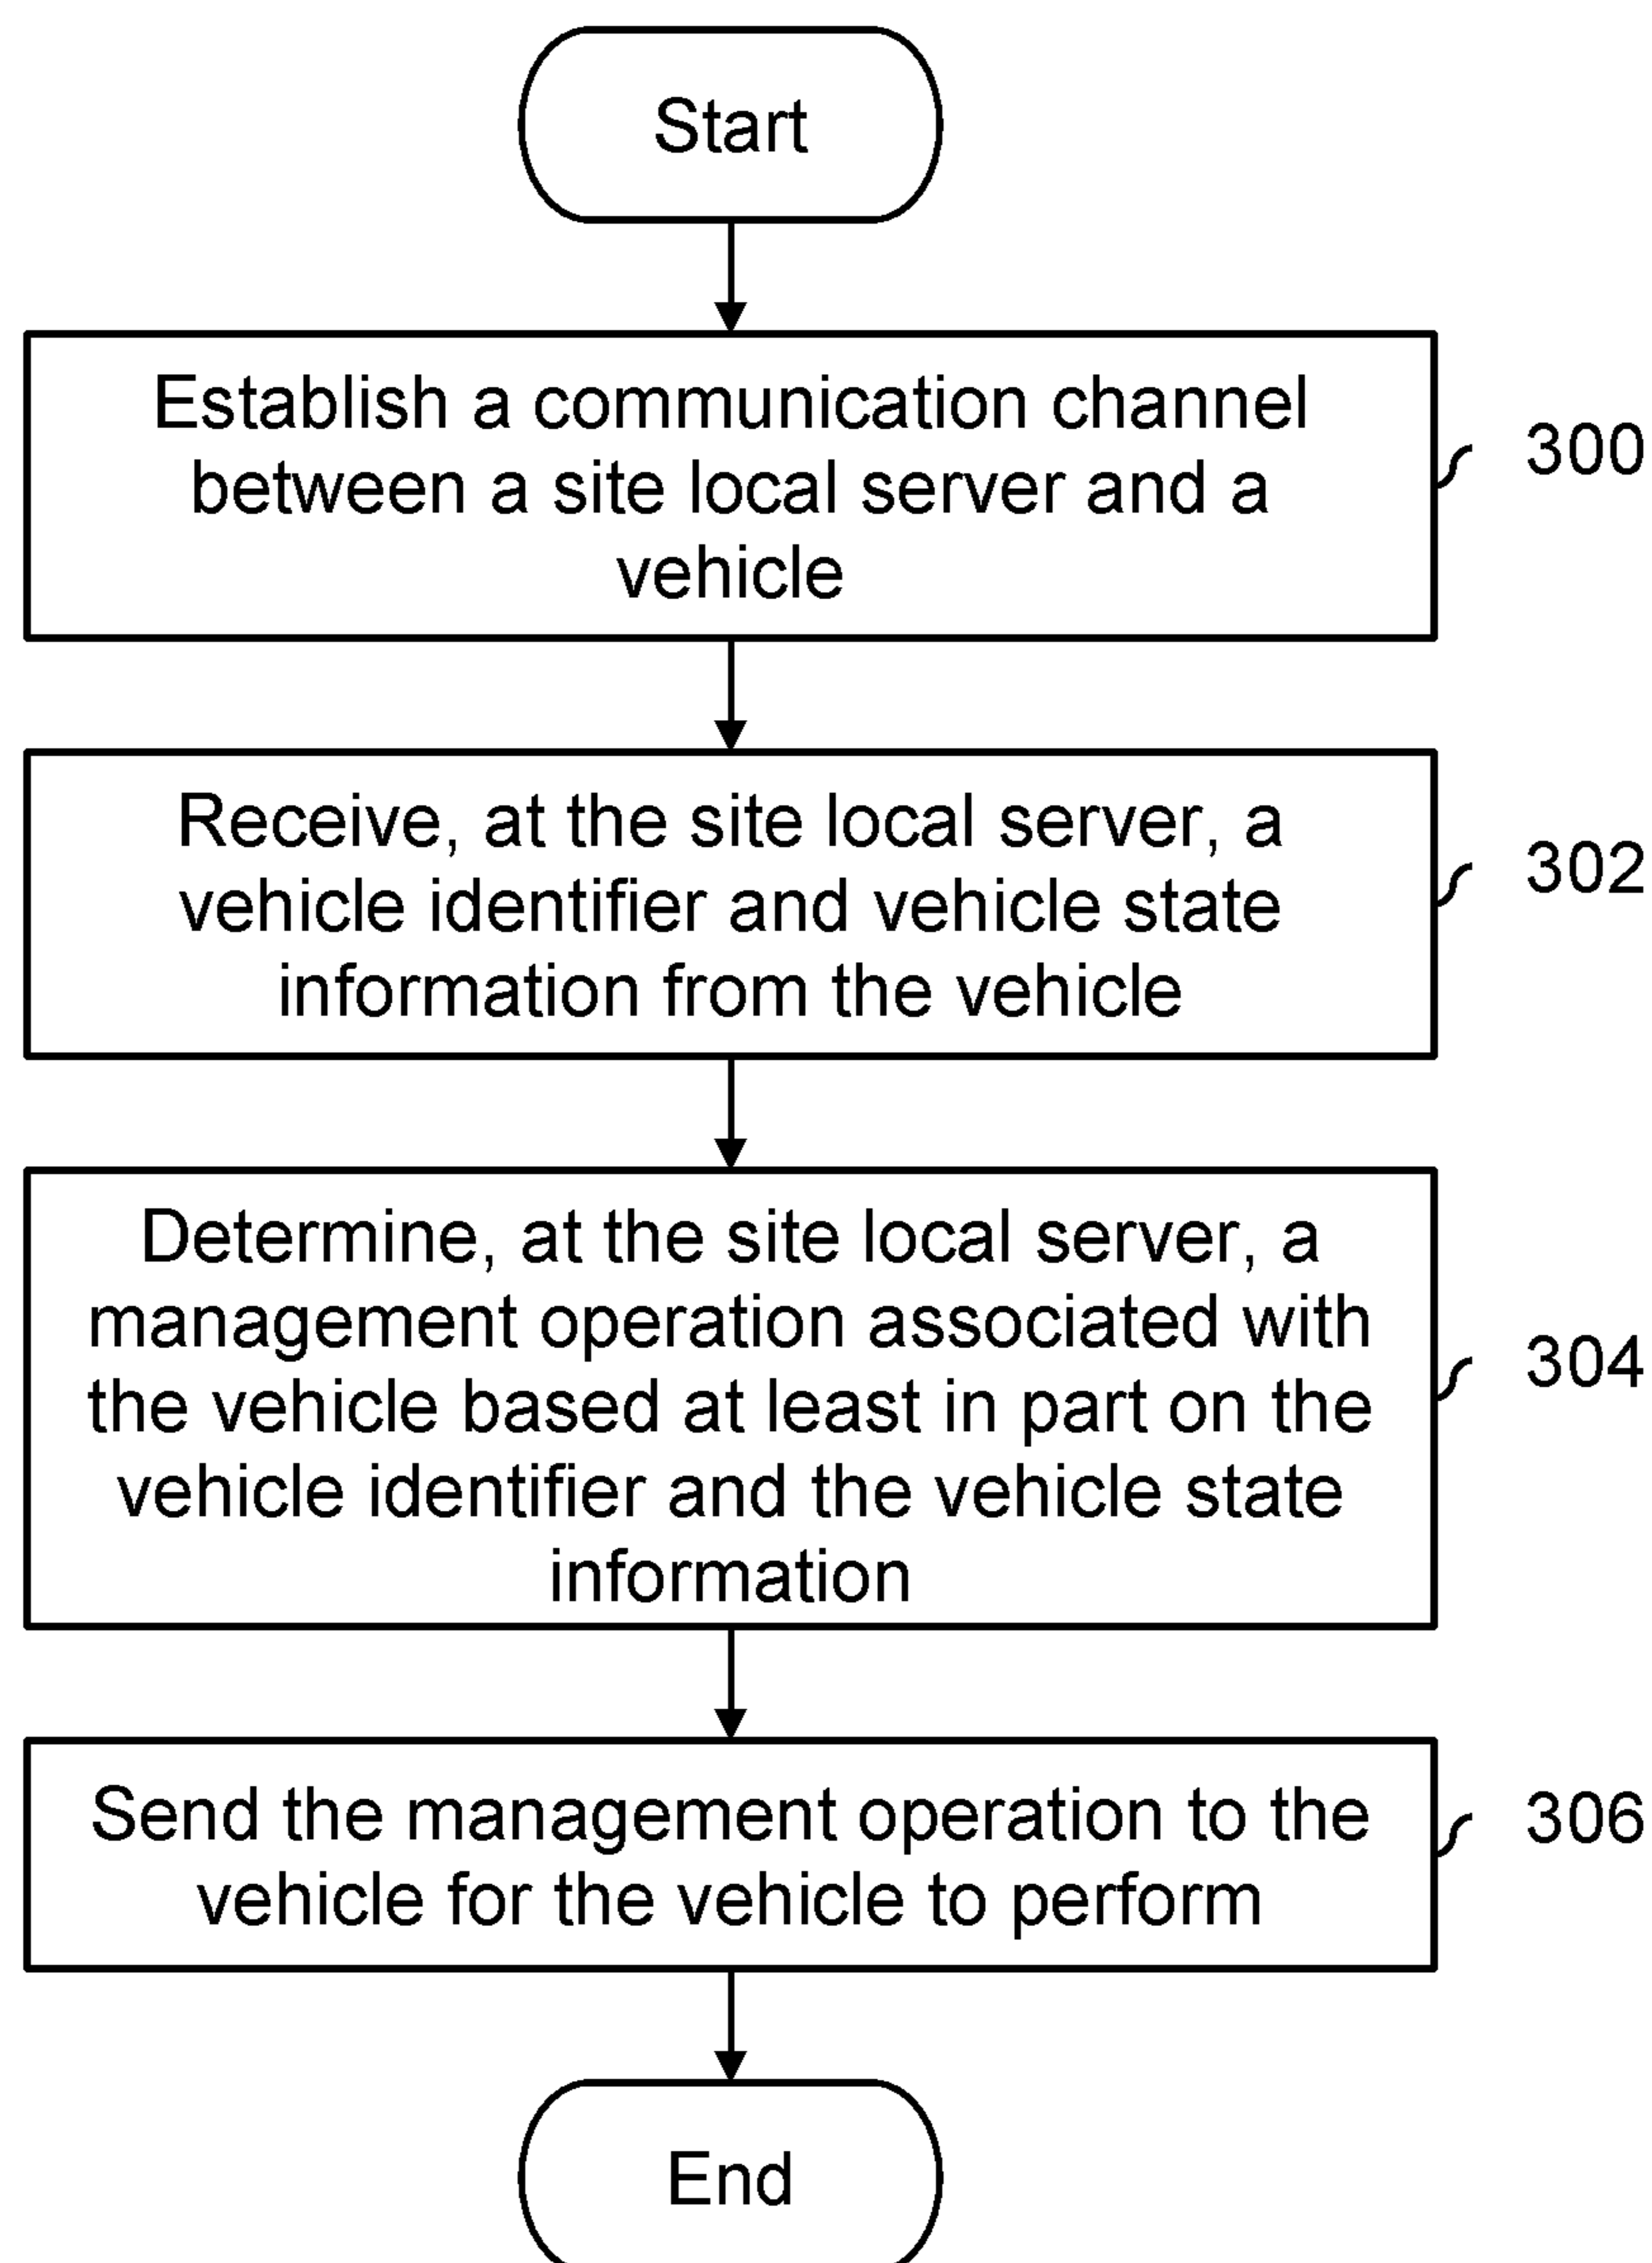 Start
Establish a communication channel
between a site local server and a
vehicle
300
Receive, at the site local server, a
vehicle identifier and vehicle state
information from the vehicle
302
Determine, at the site local server, a
management operation associated with
the vehicle based at least in part on the
vehicle identifier and the vehicle state
information
304
Send the management operation to the
vehicle for the vehicle to perform
306
End